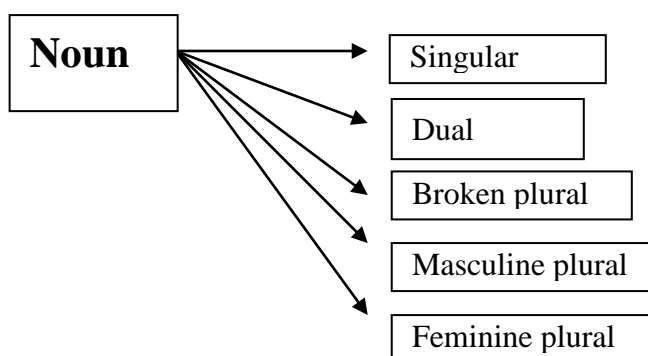 Noun
Singular
Dual
Broken plural
Masculine plural
Feminine plural